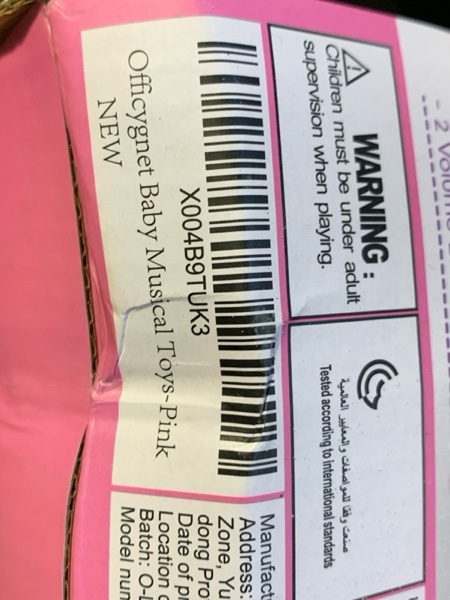 - 2 Volum
WARNING:
Children must be under adult
supervision when playing.
صنعت وفقا للمواصفات والمعايير العالمية
Tested according to international standards
X004B9TUK3
Officygnet Baby Musical Toys-Pink
NEW
Manufact
Address:
Zone, Yu
dong Pro
Date of p
Location o
Batch: O-L
Model num